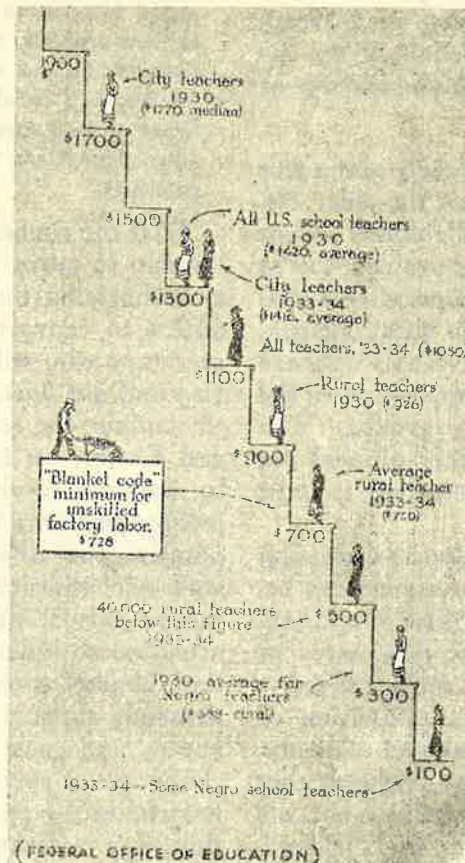 $1900
City teachers
1930
($1770. median)
$1700
$1500
All U.S. school teachers
1930
($1420. average)
City teachers
1933-34
($1416. average)
$1300
All teachers, '33-34 ($1050)
$1100
Rural teachers
1930 ($926)
$900
"Blanket code"
minimum for
unskilled
factory labor.
$728
Average
rural teacher
1933-34
($750)
$700
40,000 rural teachers
below this figure
1933-34
$500
1930 average for
Negro teachers
rural)
$300
1933-34 - Some Negro school teachers
$100
(FEDERAL OFFICE OF EDUCATION)